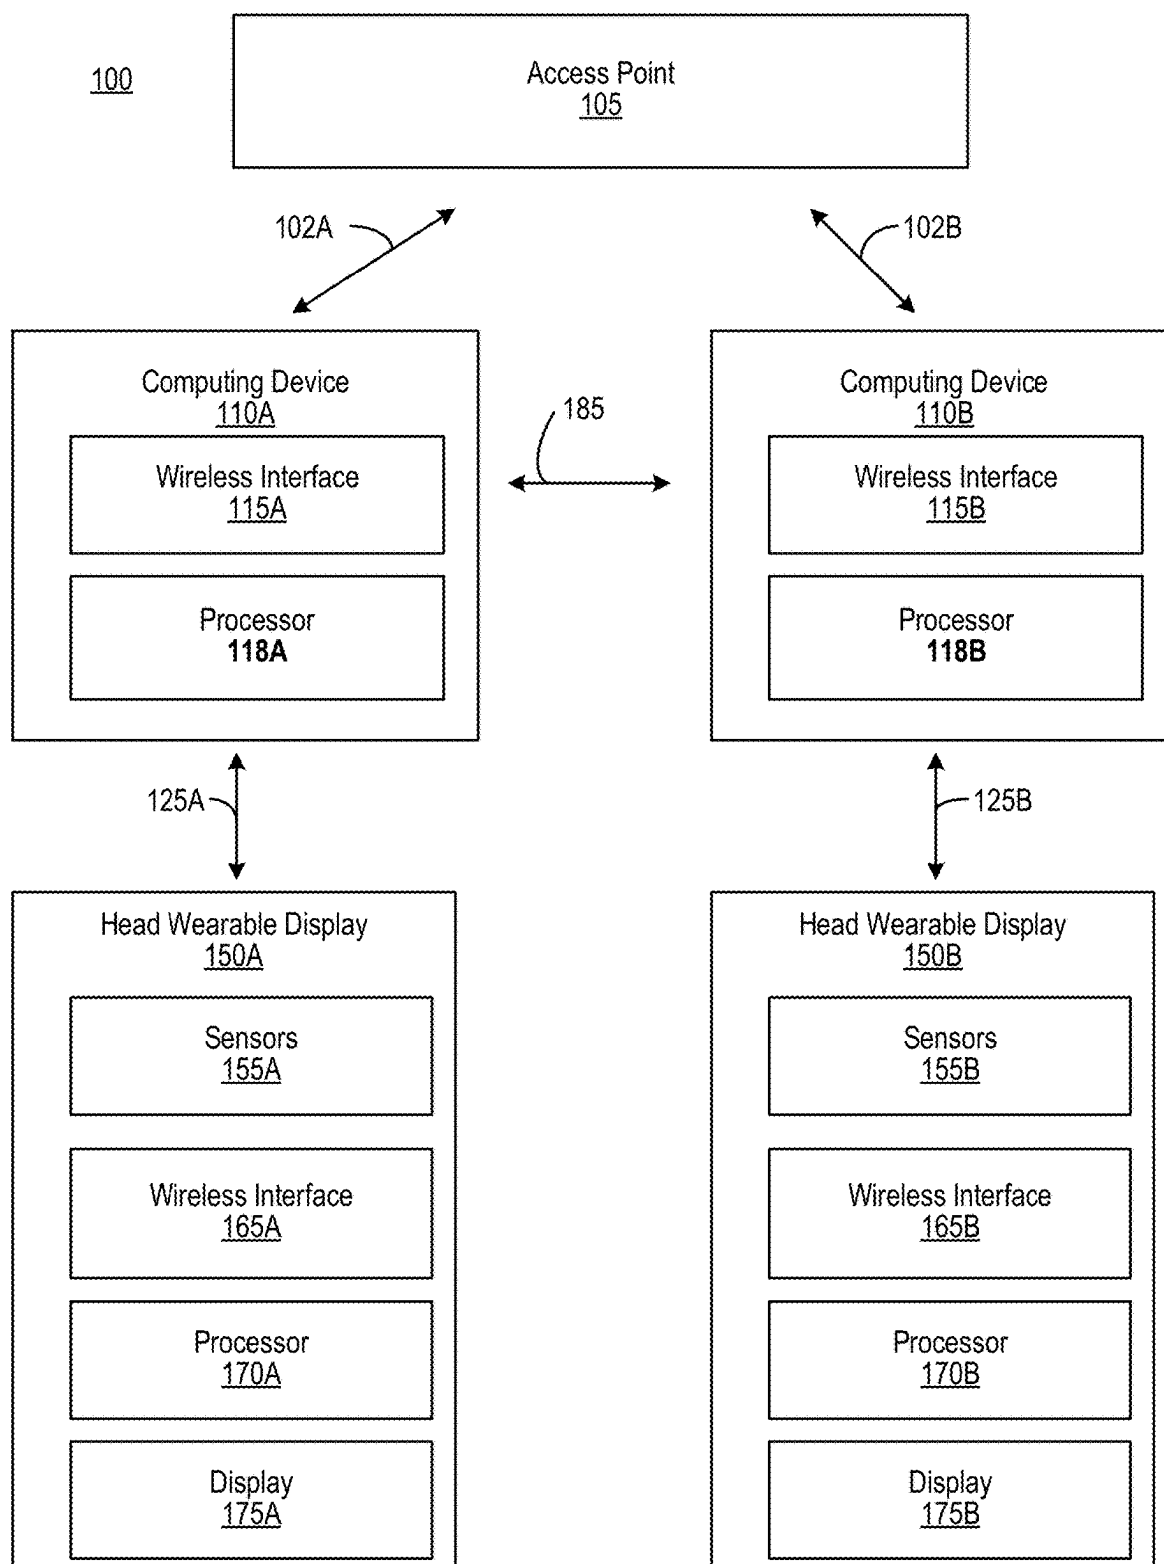 100
Access Point
105
102A
102B
Computing Device
110A
Wireless Interface
115A
Processor
118A
185
Computing Device
110B
Wireless Interface
115B
Processor
118B
125A
125B
Head Wearable Display
150A
Sensors
155A
Wireless Interface
165A
Processor
170A
Display
175A
Head Wearable Display
150B
Sensors
155B
Wireless Interface
165B
Processor
170B
Display
175B